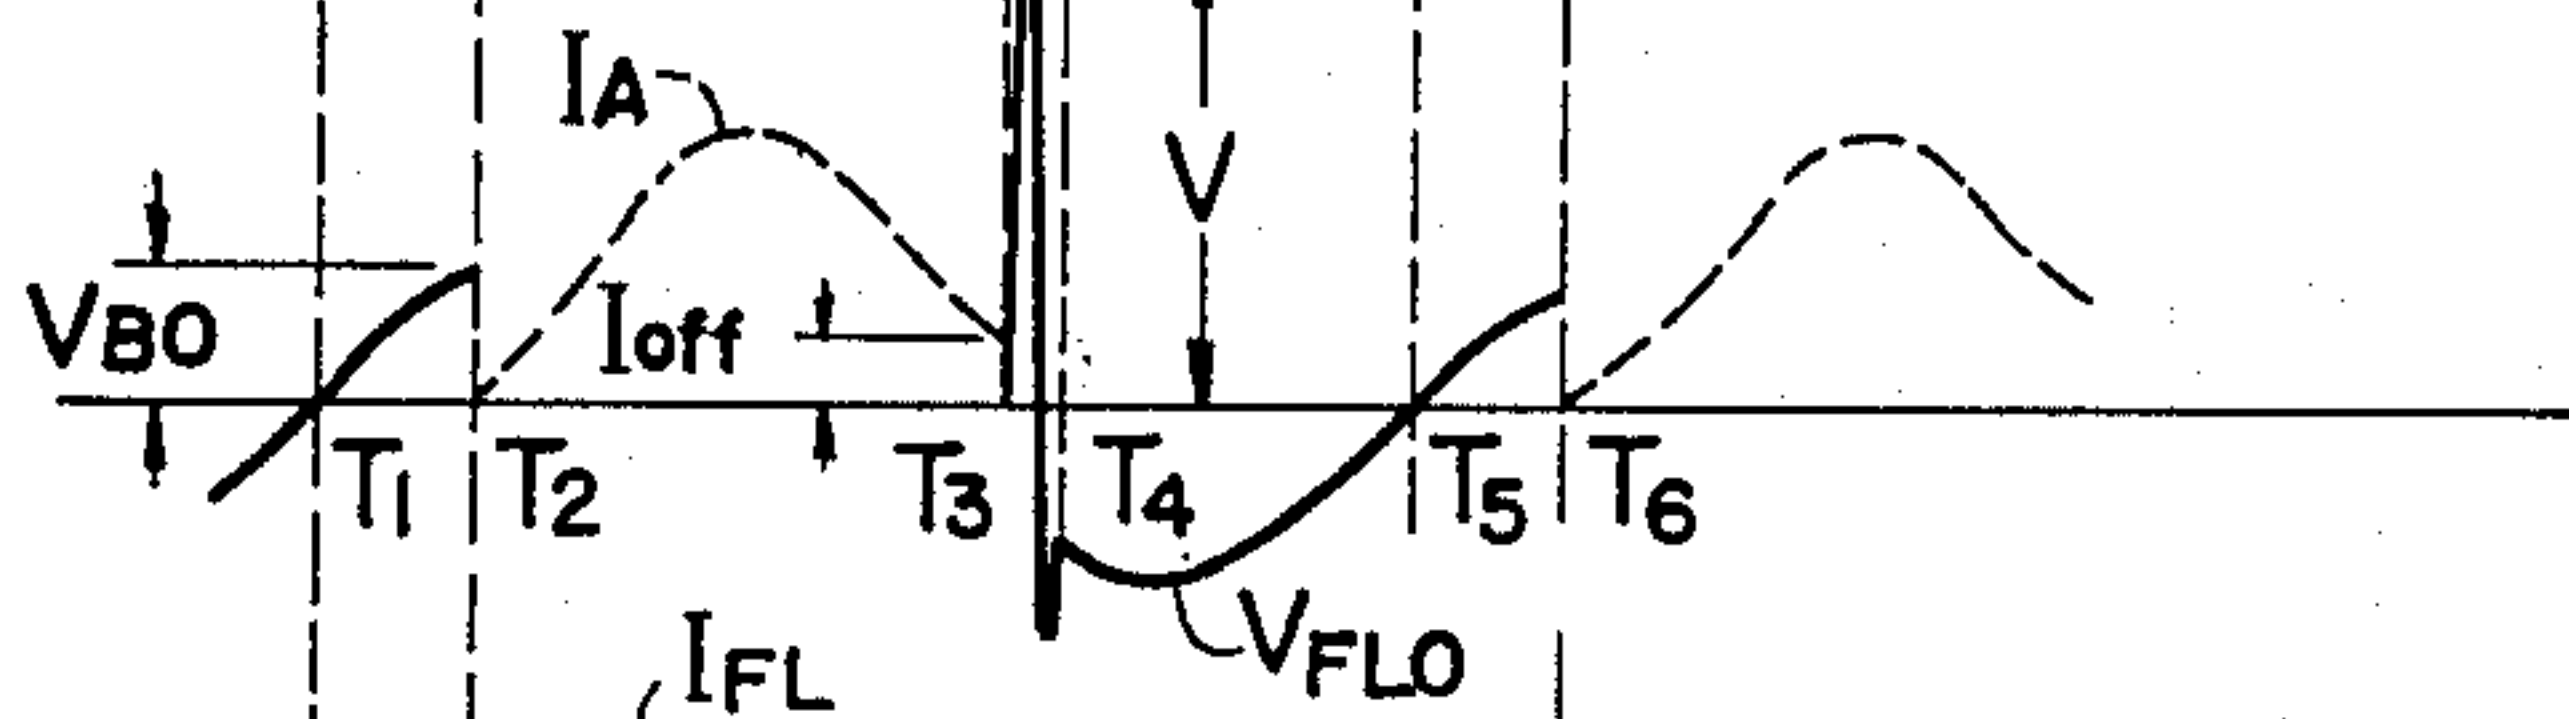 IA
V
VBO
Ioff
T1 T2 T3 T4 T5 T6
IFL
VFLO